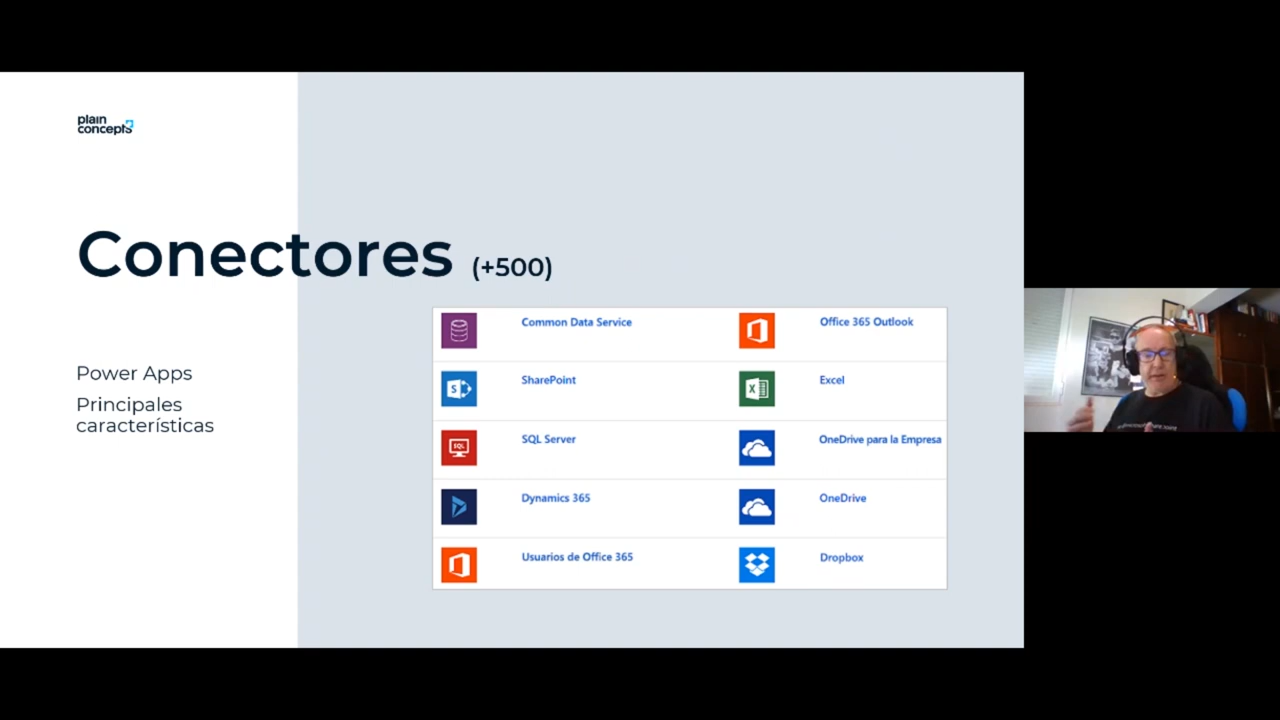 plain
concepts
Conectores (+500)
Power Apps
Principales
características
Common Data Service
Office 365 Outlook
SharePoint
Excel
SQL Server
OneDrive para la Empresa
Dynamics 365
OneDrive
Usuarios de Office 365
Dropbox